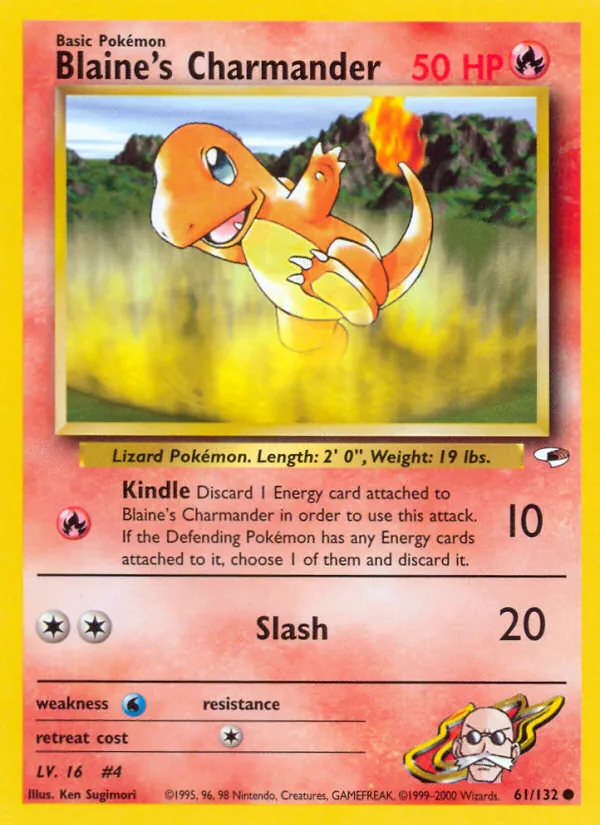 Basic Pokémon
Blaine's Charmander 50 HP
Lizard Pokémon. Length: 2' 0", Weight: 19 lbs.
Kindle Discard 1 Energy card attached to
Blaine's Charmander in order to use this attack.
If the Defending Pokémon has any Energy cards
attached to it, choose 1 of them and discard it.
10
Slash 20
weakness resistance
retreat cost
LV. 16 #4
Illus. Ken Sugimori ©1995, 96, 98 Nintendo, Creatures, GAMEFREAK. ©1999-2000 Wizards. 61/132